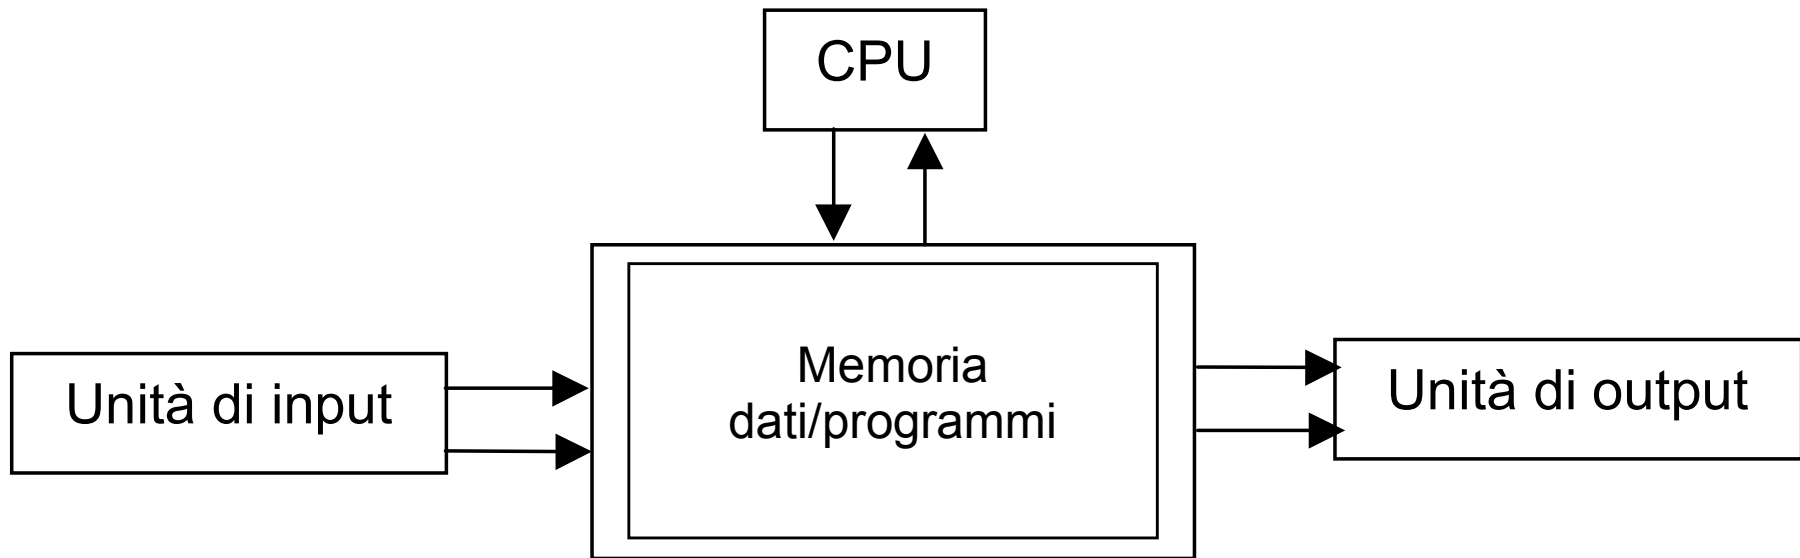 CPU
Memoria
dati/programmi
Unità di input
Unità di output